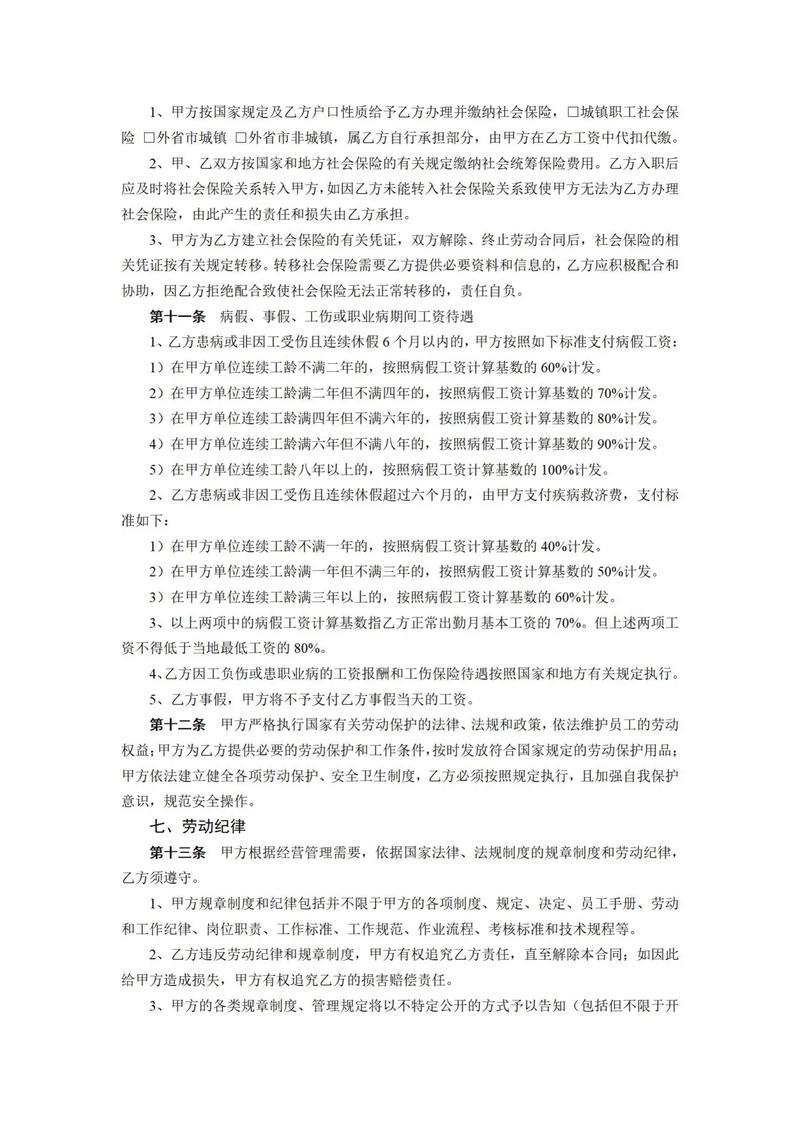 1、甲方按国家规定及乙方户口性质给予乙方办理并缴纳社会保险，□城镇职工社会保
险 □外省市城镇 □外省市非城镇，属乙方自行承担部分，由甲方在乙方工资中代扣代缴。
2、甲、乙双方按国家和地方社会保险的有关规定缴纳社会统筹保险费用。乙方入职后
应及时将社会保险关系转入甲方，如因乙方未能转入社会保险关系致使甲方无法为乙方办理
社会保险，由此产生的责任和损失由乙方承担。
3、甲方为乙方建立社会保险的有关凭证，双方解除、终止劳动合同后，社会保险的相
关凭证按有关规定转移。转移社会保险需要乙方提供必要资料和信息的，乙方应积极配合和
协助，因乙方拒绝配合致使社会保险无法正常转移的，责任自负。
第十一条 病假、事假、工伤或职业病期间工资待遇
1、乙方患病或非因工受伤且连续休假 6 个月以内的，甲方按照如下标准支付病假工资：
1）在甲方单位连续工龄不满二年的，按照病假工资计算基数的 60%计发。
2）在甲方单位连续工龄满二年但不满四年的，按照病假工资计算基数的 70%计发。
3）在甲方单位连续工龄满四年但不满六年的，按照病假工资计算基数的 80%计发。
4）在甲方单位连续工龄满六年但不满八年的，按照病假工资计算基数的 90%计发。
5）在甲方单位连续工龄八年以上的，按照病假工资计算基数的 100%计发。
2、乙方患病或非因工受伤且连续休假超过六个月的，由甲方支付疾病救济费，支付标
准如下：
1）在甲方单位连续工龄不满一年的，按照病假工资计算基数的 40%计发。
2）在甲方单位连续工龄满一年但不满三年的，按照病假工资计算基数的 50%计发。
3）在甲方单位连续工龄满三年以上的，按照病假工资计算基数的 60%计发。
3、以上两项中的病假工资计算基数指乙方正常出勤月基本工资的 70%。但上述两项工
资不得低于当地最低工资的 80%。
4、乙方因工负伤或患职业病的工资报酬和工伤保险待遇按照国家和地方有关规定执行。
5、乙方事假，甲方将不予支付乙方事假当天的工资。
第十二条 甲方严格执行国家有关劳动保护的法律、法规和政策，依法维护员工的劳动
权益；甲方为乙方提供必要的劳动保护和工作条件，按时发放符合国家规定的劳动保护用品；
甲方依法建立健全各项劳动保护、安全卫生制度，乙方必须按照规定执行，且加强自我保护
意识，规范安全操作。
七、劳动纪律
第十三条 甲方根据经营管理需要，依据国家法律、法规制度的规章制度和劳动纪律，
乙方须遵守。
1、甲方规章制度和纪律包括并不限于甲方的各项制度、规定、决定、员工手册、劳动
和工作纪律、岗位职责、工作标准、工作规范、作业流程、考核标准和技术规程等。
2、乙方违反劳动纪律和规章制度，甲方有权追究乙方责任，直至解除本合同；如因此
给甲方造成损失，甲方有权追究乙方的损害赔偿责任。
3、甲方的各类规章制度、管理规定将以不特定公开的方式予以告知（包括但不限于开